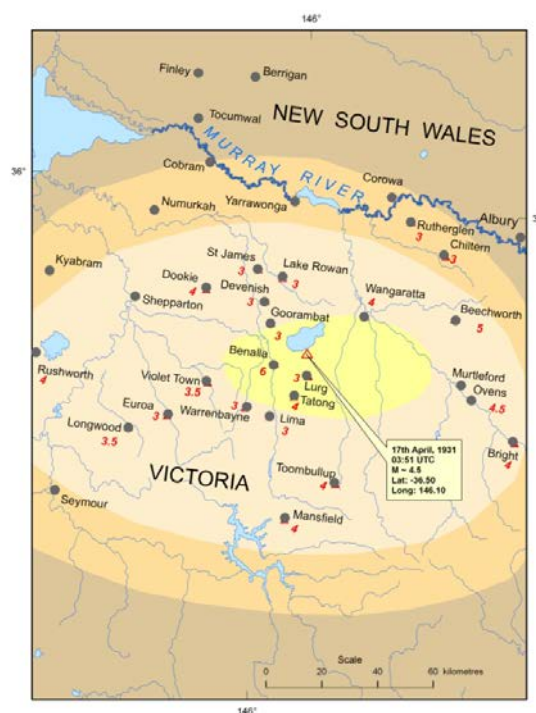 146°
Finley
Berrigan
Tocumwal
NEW SOUTH WALES
36°
MURRAY RIVER
Cobram
Numurkah
Yarrawonga
Corowa
Rutherglen
3
Albury
Chiltern
3
St James
3
Lake Rowan
3
Kyabram
Dookie
4
Devenish
3
Wangaratta
4
Shepparton
Goorambat
3
Beechworth
5
Benalla
6
Rushworth
4
Violet Town
3.5
3
Lurg
Tatong
4
Murtleford
Ovens
4.5
Euroa
3
Warrenbayne
3
Lima
3
Longwood
3.5
Bright
4
17th April, 1931
03:51 UTC
M ~ 4.5
Lat: -36.50
Long: 146.10
VICTORIA
Toombullup
4
Seymour
Mansfield
4
Scale
0 20 40 60 kilometres
146°